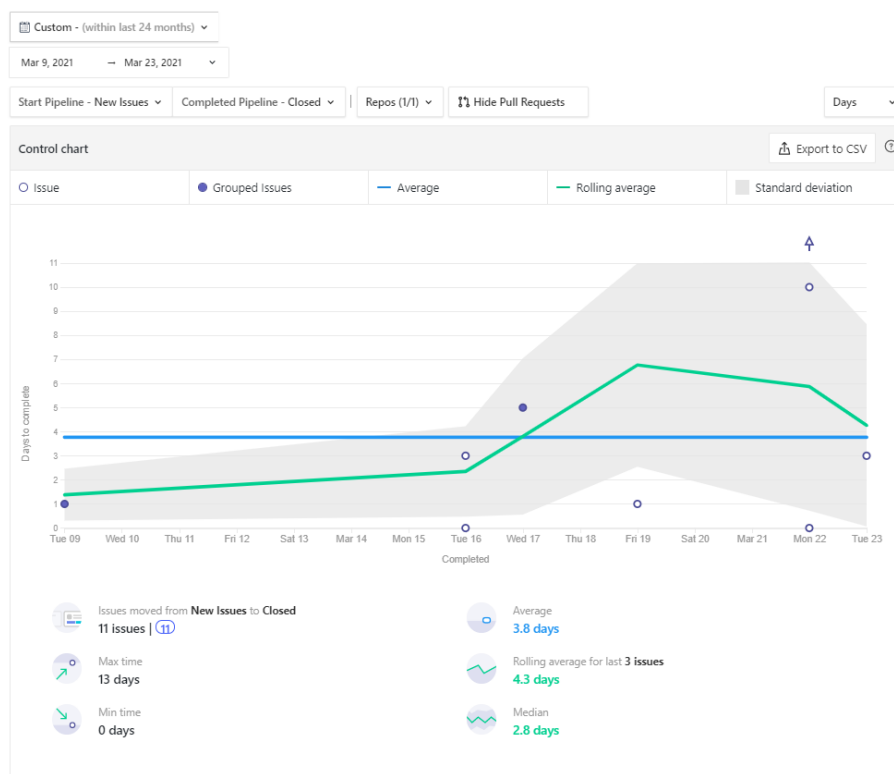 Custom - (within last 24 months)
Mar 9, 2021 → Mar 23, 2021
Start Pipeline - New Issues Completed Pipeline - Closed | Repos (1/1) Hide Pull Requests Days
Control chart Export to CSV
Issue Grouped Issues Average Rolling average Standard deviation
11
10
9
8
7
6
5
4
3
2
1
0
Days to complete
Tue 09 Wed 10 Thu 11 Fri 12 Sat 13 Mar 14 Mon 15 Tue 16 Wed 17 Thu 18 Fri 19 Sat 20 Mar 21 Mon 22 Tue 23
Completed
Issues moved from New Issues to Closed
11 issues | 11
Max time
13 days
Min time
0 days
Average
3.8 days
Rolling average for last 3 issues
4.3 days
Median
2.8 days